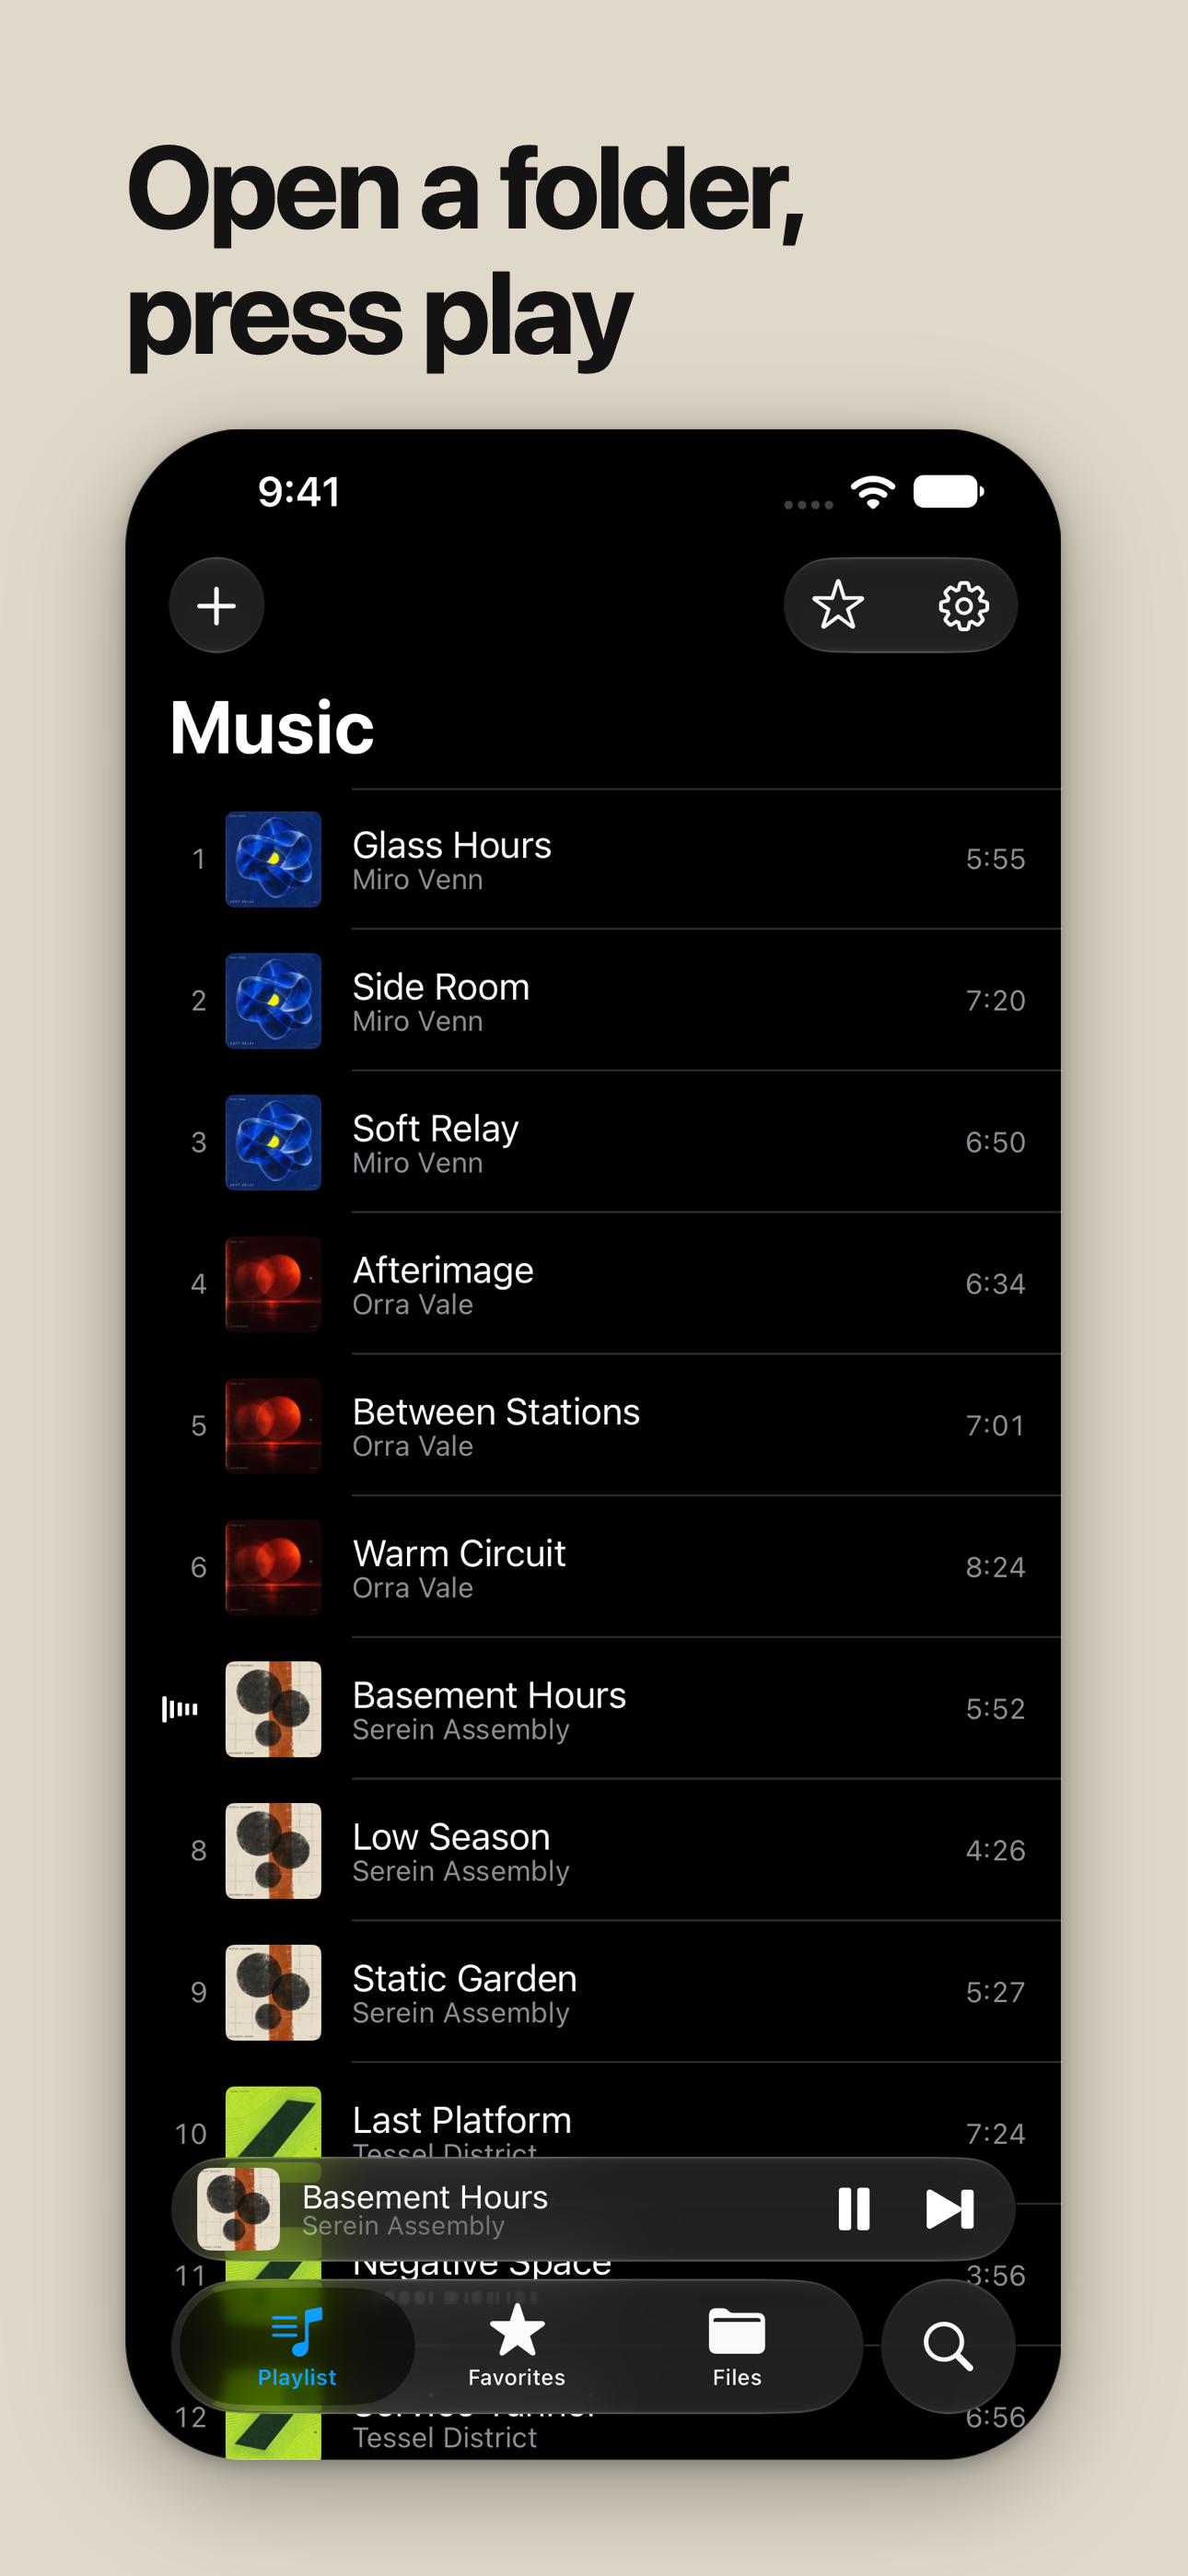 Open a folder,
press play
9:41
Music
1
Glass Hours
Miro Venn
5:55
2
Side Room
Miro Venn
7:20
3
Soft Relay
Miro Venn
6:50
4
Afterimage
Orra Vale
6:34
5
Between Stations
Orra Vale
7:01
6
Warm Circuit
Orra Vale
8:24
Basement Hours
Serein Assembly
5:52
8
Low Season
Serein Assembly
4:26
9
Static Garden
Serein Assembly
5:27
10
Last Platform
Tessel District
7:24
Basement Hours
Serein Assembly
11
Negative Space
3:56
Playlist
Favorites
Files
12
Tessel District
6:56